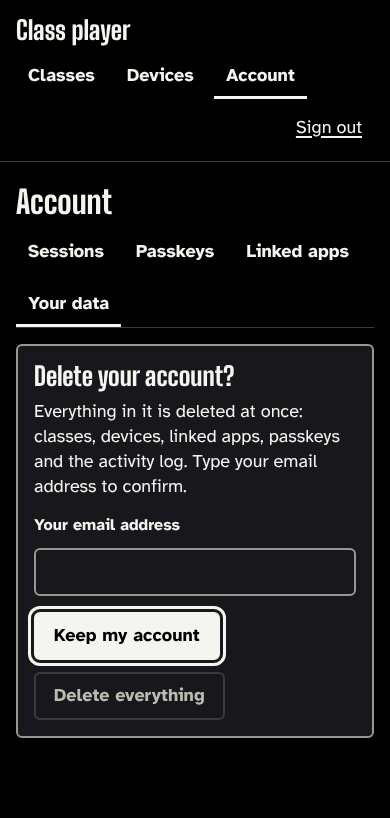 Class player
Classes Devices Account
Sign out
Account
Sessions Passkeys Linked apps
Your data
Delete your account?
Everything in it is deleted at once:
classes, devices, linked apps, passkeys
and the activity log. Type your email
address to confirm.
Your email address
Keep my account
Delete everything